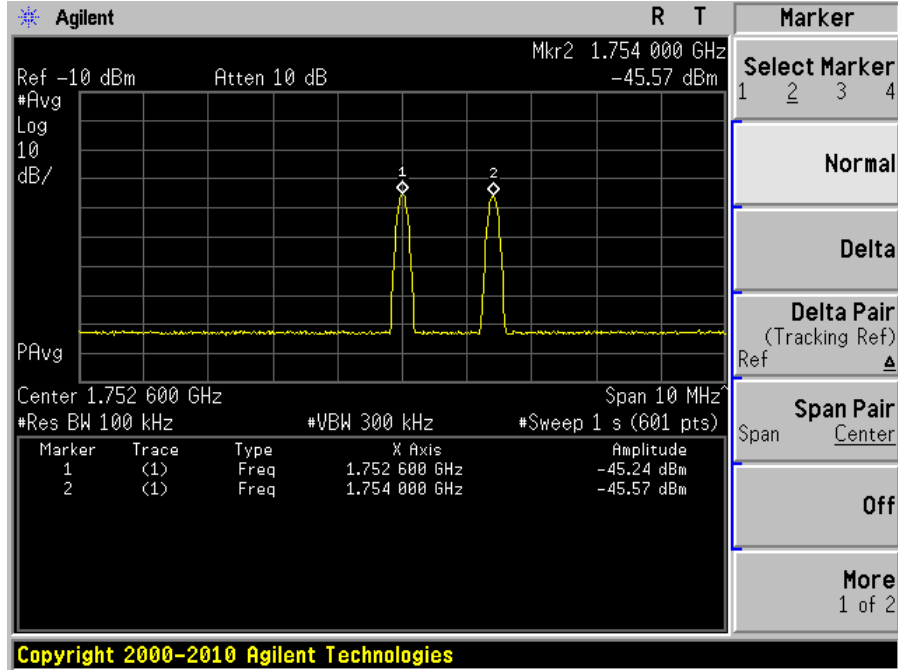 Agilent R T Marker
Mkr2 1.754 000 GHz
Ref -10 dBm Atten 10 dB -45.57 dBm
#Avg
Log
10
dB/
1 2
PAvg
Center 1.752 600 GHz Span 10 MHz^
#Res BW 100 kHz #VBW 300 kHz #Sweep 1 s (601 pts)
Marker Trace Type X Axis Amplitude
1 (1) Freq 1.752 600 GHz -45.24 dBm
2 (1) Freq 1.754 000 GHz -45.57 dBm
Select Marker
1 2 3 4
Normal
Delta
Delta Pair
(Tracking Ref)
Ref Δ
Span Pair
Span Center
Off
More
1 of 2
Copyright 2000-2010 Agilent Technologies